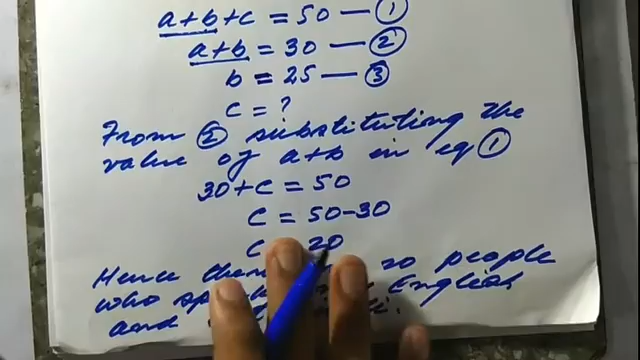 a+b+c = 50 — ①
a+b = 30 — ②
b = 25 — ③
c = ?
From ② substituting the
value of a+b in eq ①
30+c = 50
c = 50-30
c 20
Hence 20 people
who English
and